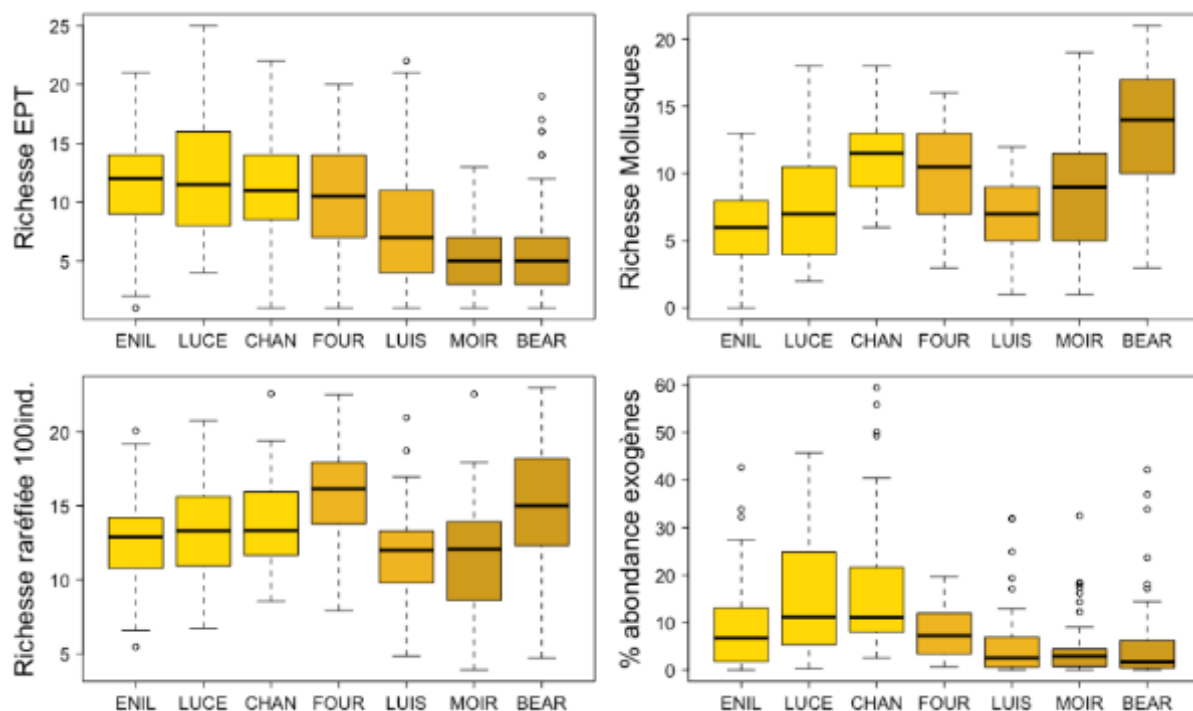 Richesse EPT
25
20
15
10
5
ENIL LUCE CHAN FOUR LUIS MOIR BEAR
Richesse Mollusques
20
15
10
5
0
ENIL LUCE CHAN FOUR LUIS MOIR BEAR
Richesse raréfiée 100ind.
20
15
10
5
ENIL LUCE CHAN FOUR LUIS MOIR BEAR
% abondance exogènes
60
50
40
30
20
10
0
ENIL LUCE CHAN FOUR LUIS MOIR BEAR